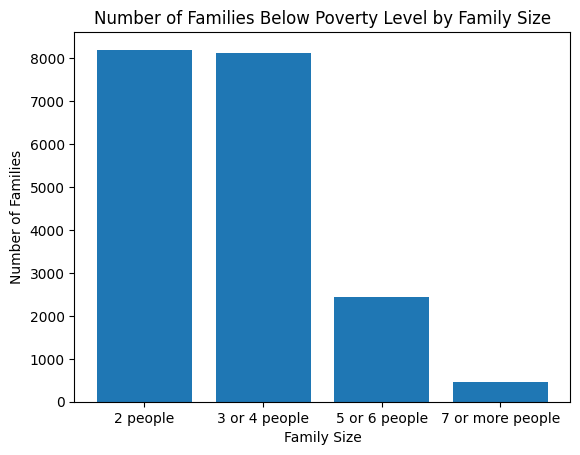 Number of Families Below Poverty Level by Family Size
Number of Families
8000
7000
6000
5000
4000
3000
2000
1000
0
2 people
3 or 4 people
5 or 6 people
7 or more people
Family Size